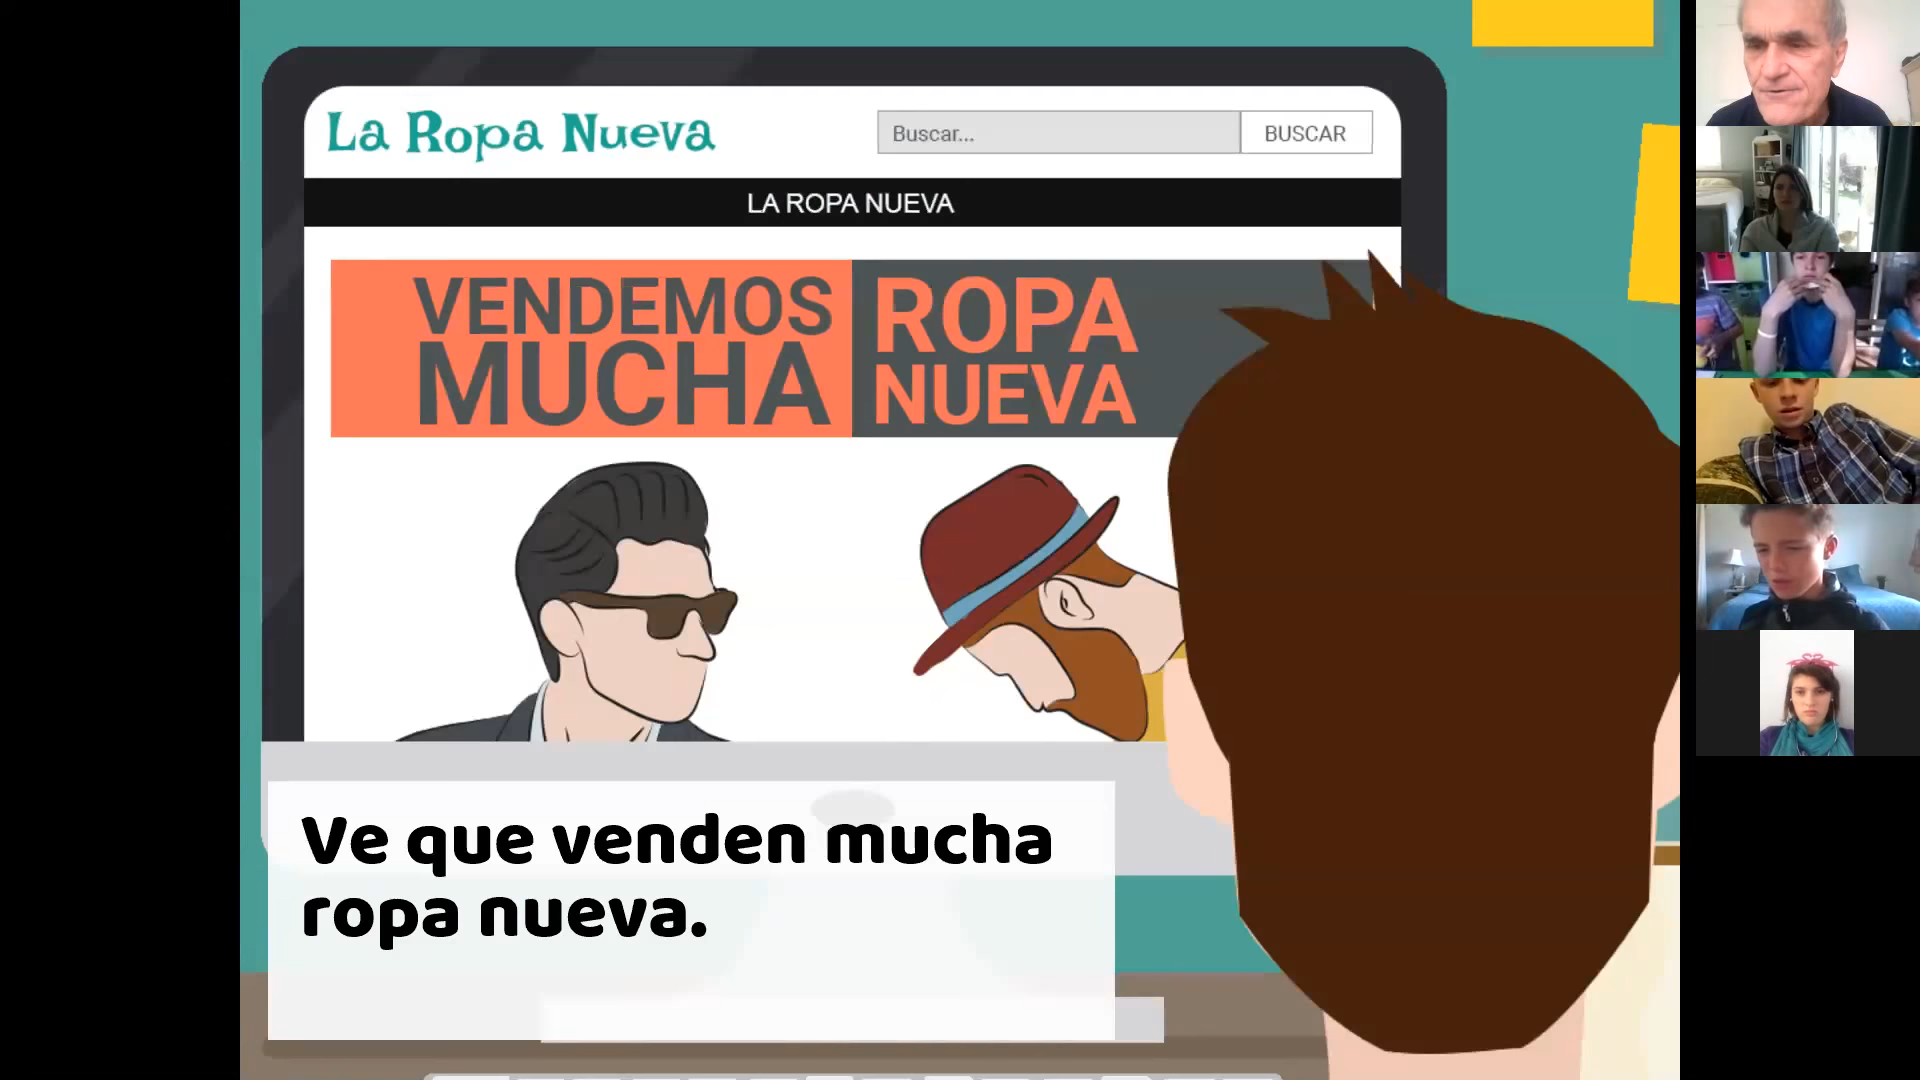 La Ropa Nueva
Buscar...
BUSCAR
LA ROPA NUEVA
VENDEMOS
MUCHA
ROPA
NUEVA
Ve que venden mucha
ropa nueva.